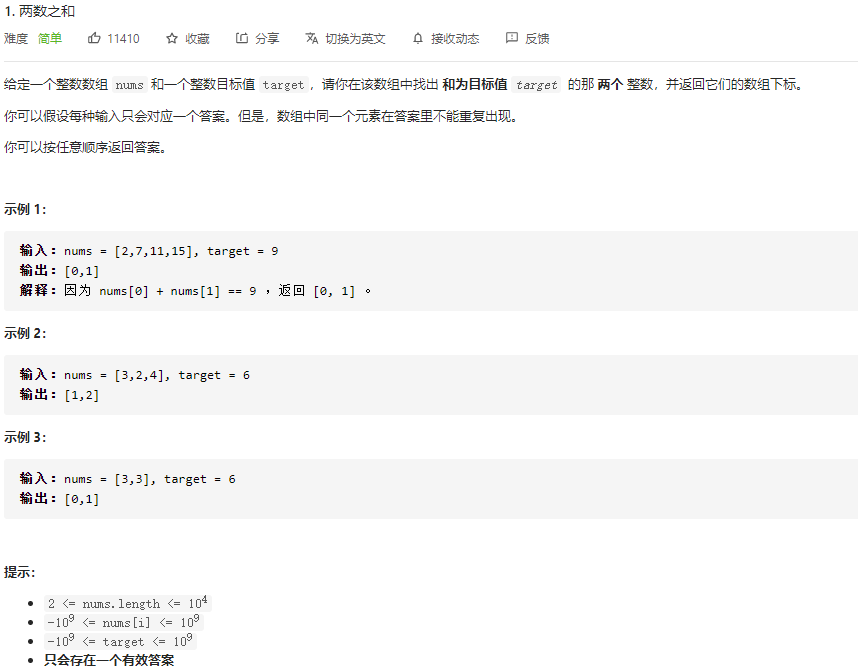 1. 两数之和
难度 简单 11410 收藏 分享 切换为英文 接收动态 反馈
给定一个整数数组 nums 和一个整数目标值 target，请你在该数组中找出 和为目标值 target 的那 两个 整数，并返回它们的数组下标。
你可以假设每种输入只会对应一个答案。但是，数组中同一个元素在答案里不能重复出现。
你可以按任意顺序返回答案。
示例 1：
输入：nums = [2,7,11,15], target = 9
输出：[0,1]
解释：因为 nums[0] + nums[1] == 9 ，返回 [0, 1] 。
示例 2：
输入：nums = [3,2,4], target = 6
输出：[1,2]
示例 3：
输入：nums = [3,3], target = 6
输出：[0,1]
提示：
• 2 <= nums.length <= 10⁴
• -10⁹ <= nums[i] <= 10⁹
• -10⁹ <= target <= 10⁹
• 只会存在一个有效答案